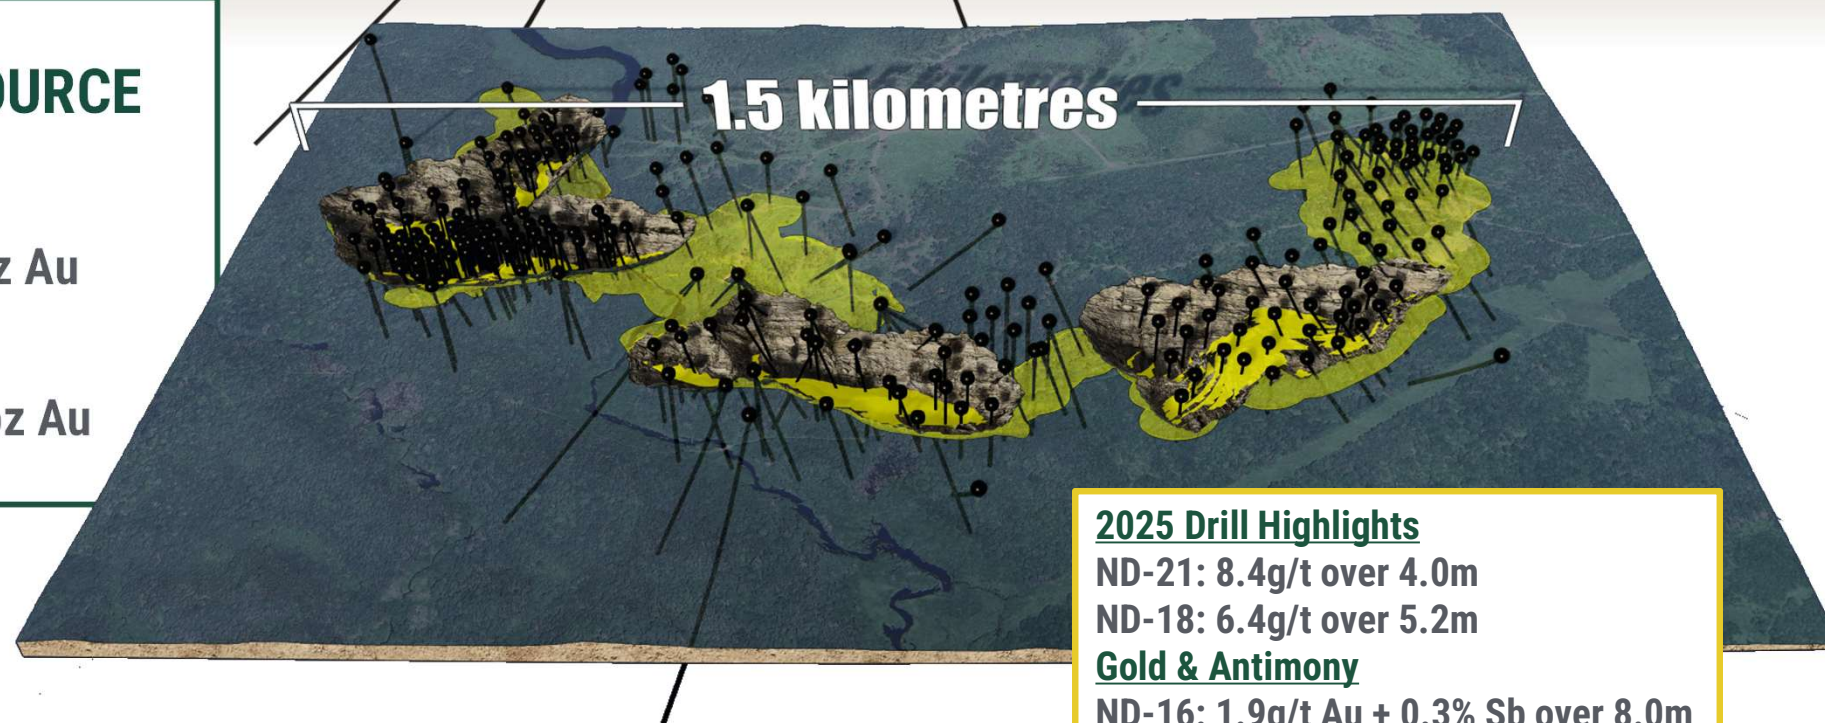 OURCE
z Au
oz Au
1.5 kilometres
2025 Drill Highlights
ND-21: 8.4g/t over 4.0m
ND-18: 6.4g/t over 5.2m
Gold & Antimony
ND-16: 1.9g/t Au + 0.3% Sb over 8.0m